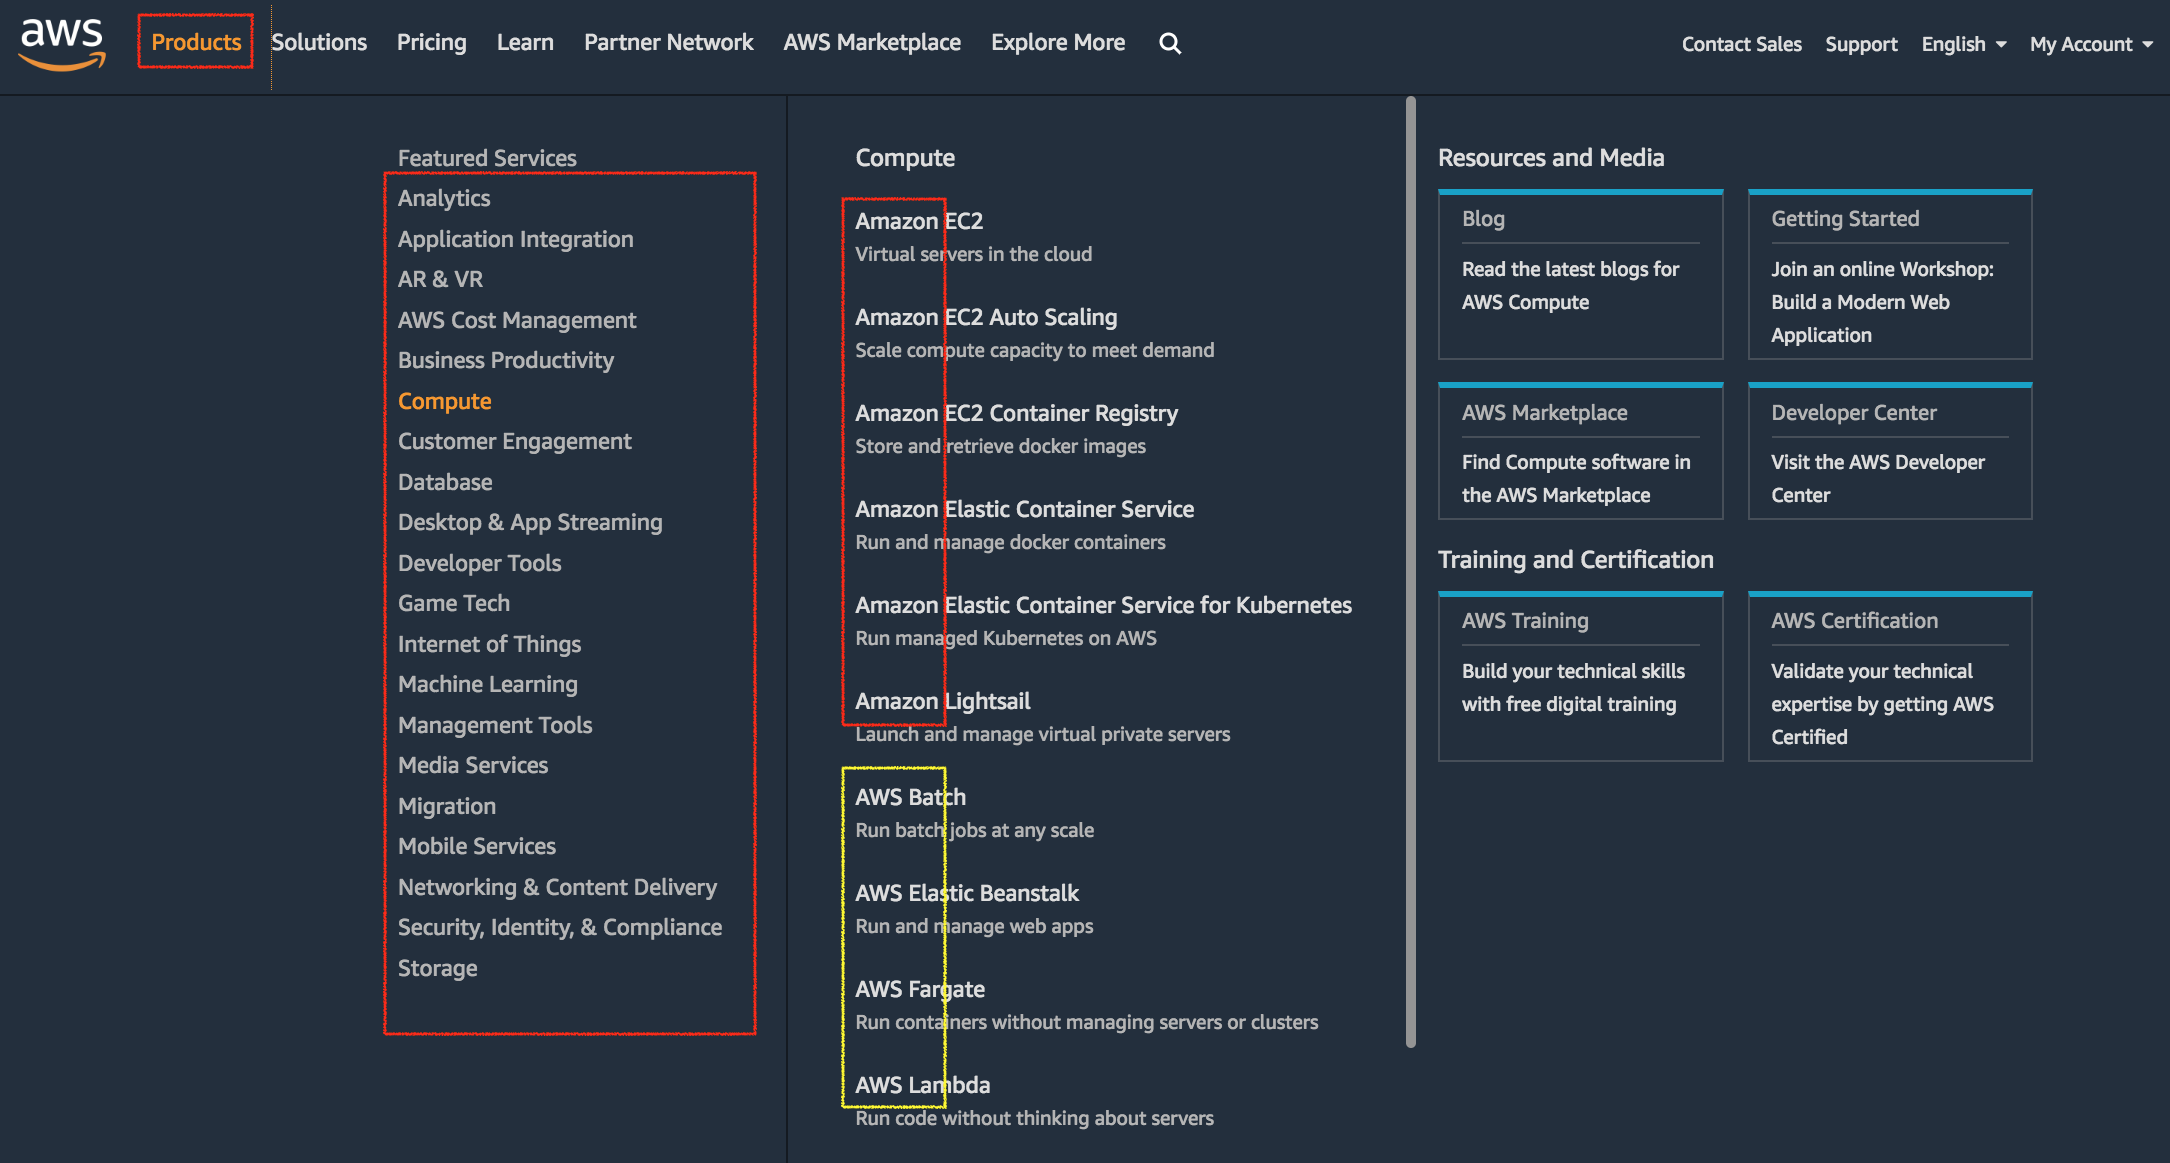 aws
Products Solutions Pricing Learn Partner Network AWS Marketplace Explore More
Contact Sales Support English My Account
Featured Services
Analytics
Application Integration
AR & VR
AWS Cost Management
Business Productivity
Compute
Customer Engagement
Database
Desktop & App Streaming
Developer Tools
Game Tech
Internet of Things
Machine Learning
Management Tools
Media Services
Migration
Mobile Services
Networking & Content Delivery
Security, Identity, & Compliance
Storage
Compute
Amazon EC2
Virtual servers in the cloud
Amazon EC2 Auto Scaling
Scale compute capacity to meet demand
Amazon EC2 Container Registry
Store and retrieve docker images
Amazon Elastic Container Service
Run and manage docker containers
Amazon Elastic Container Service for Kubernetes
Run managed Kubernetes on AWS
Amazon Lightsail
Launch and manage virtual private servers
AWS Batch
Run batch jobs at any scale
AWS Elastic Beanstalk
Run and manage web apps
AWS Fargate
Run containers without managing servers or clusters
AWS Lambda
Run code without thinking about servers
Resources and Media
Blog
Read the latest blogs for
AWS Compute
Getting Started
Join an online Workshop:
Build a Modern Web
Application
AWS Marketplace
Find Compute software in
the AWS Marketplace
Developer Center
Visit the AWS Developer
Center
Training and Certification
AWS Training
Build your technical skills
with free digital training
AWS Certification
Validate your technical
expertise by getting AWS
Certified